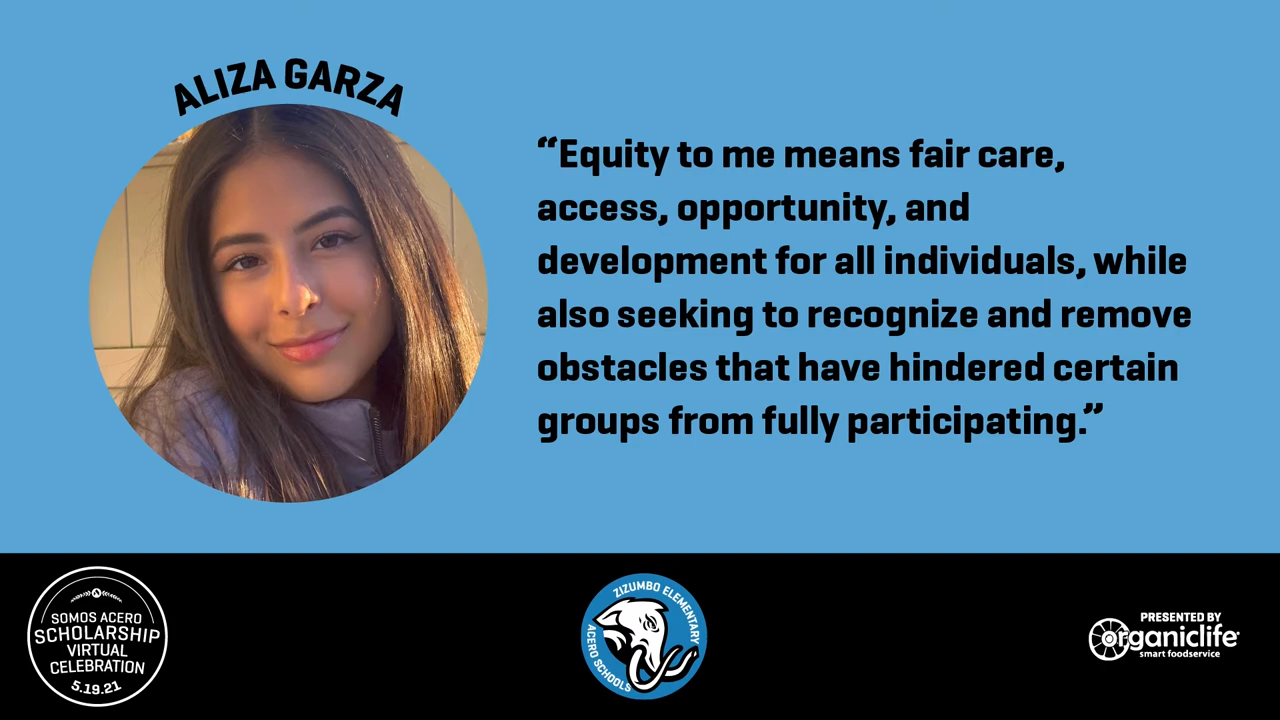 ALIZA GARZA
“Equity to me means fair care,
access, opportunity, and
development for all individuals, while
also seeking to recognize and remove
obstacles that have hindered certain
groups from fully participating.”
SOMOS ACERO
SCHOLARSHIP
VIRTUAL
CELEBRATION
5.19.21
ZIZUMBO ELEMENTARY
ACERO SCHOOLS
PRESENTED BY
organiclife
smart foodservice